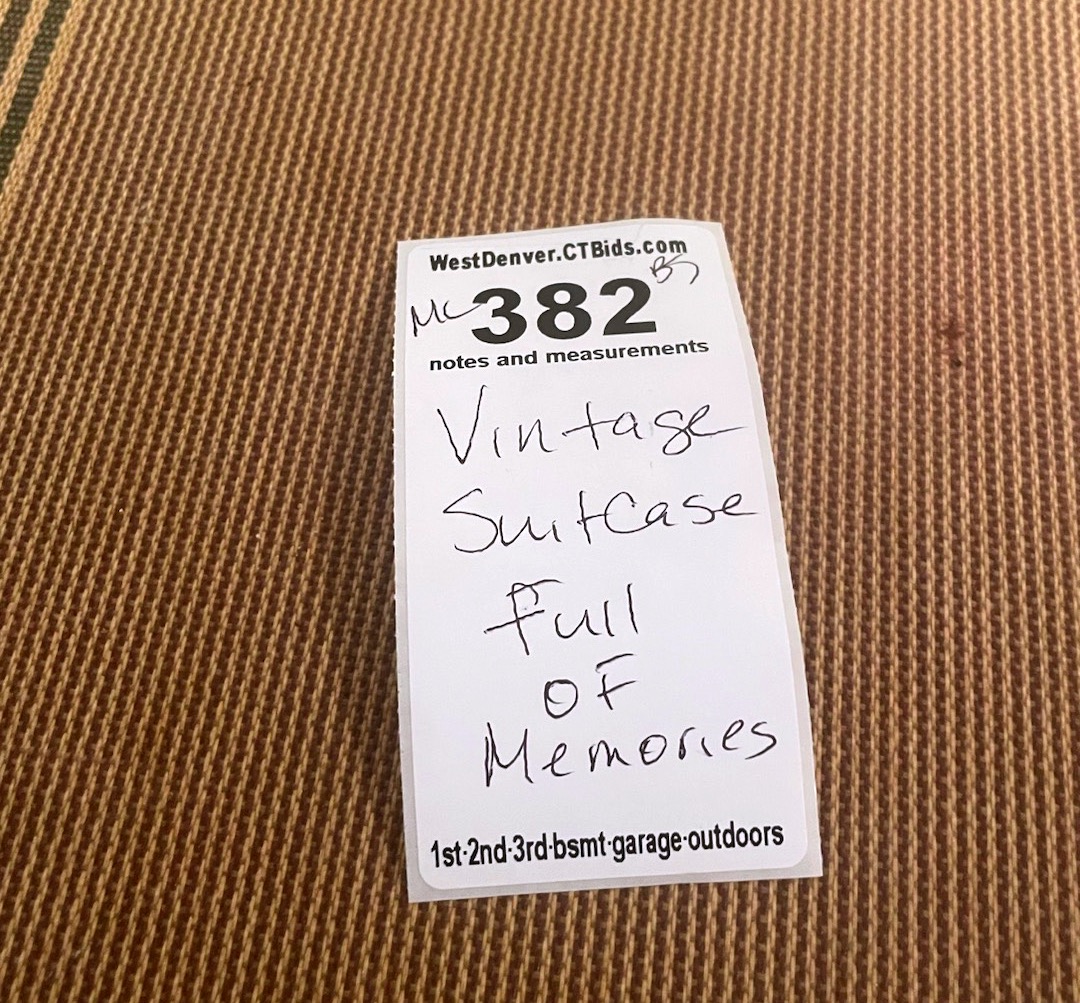 WestDenver.CTBids.com
BS
MC 382
notes and measurements
Vintage
SuitCase
Full
OF
Memories
1st·2nd·3rd·bsmt·garage·outdoors